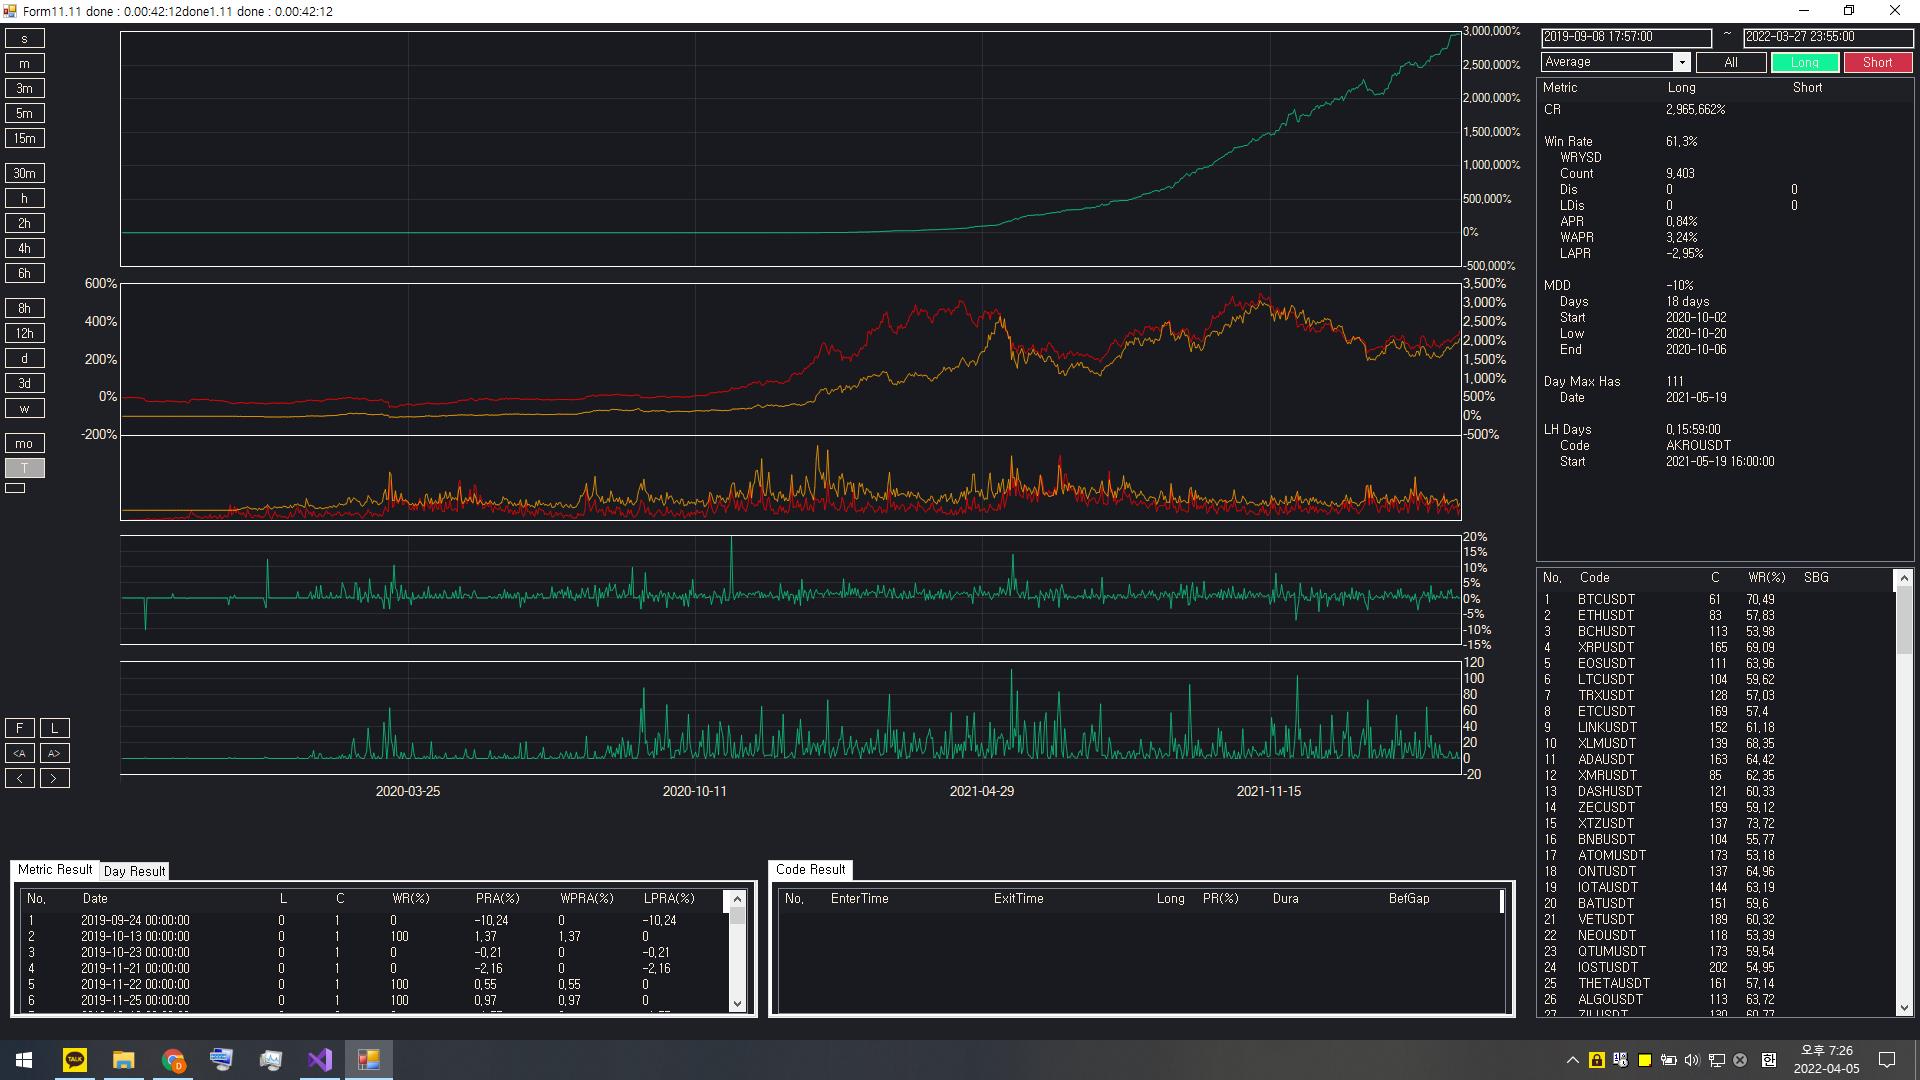 Form11.11 done : 0.00:42:12done1.11 done : 0.00:42:12
s
m
3m
5m
15m
30m
h
2h
4h
6h
8h
12h
d
3d
w
mo
T
F L
<A A>
< >
3,000,000%
2,500,000%
2,000,000%
1,500,000%
1,000,000%
500,000%
0%
-500,000%
600%
400%
200%
0%
-200%
3,500%
3,000%
2,500%
2,000%
1,500%
1,000%
500%
0%
-500%
20%
15%
10%
5%
0%
-5%
-10%
-15%
120
100
80
60
40
20
0
-20
2020-03-25 2020-10-11 2021-04-29 2021-11-15
2019-09-08 17:57:00 ~ 2022-03-27 23:55:00
Average All Long Short
Metric Long Short
CR 2,965,662%
Win Rate 61.3%
WRYSD
Count 9,403
Dis 0 0
LDis 0 0
APR 0.84%
WAPR 3.24%
LAPR -2.95%
MDD -10%
Days 18 days
Start 2020-10-02
Low 2020-10-20
End 2020-10-06
Day Max Has 111
Date 2021-05-19
LH Days 0.15:59:00
Code AKROUSDT
Start 2021-05-19 16:00:00
No. Code C WR(%) SBG
1 BTCUSDT 61 70.49
2 ETHUSDT 83 57.83
3 BCHUSDT 113 53.98
4 XRPUSDT 165 69.09
5 EOSUSDT 111 63.96
6 LTCUSDT 104 59.62
7 TRXUSDT 128 57.03
8 ETCUSDT 169 57.4
9 LINKUSDT 152 61.18
10 XLMUSDT 139 68.35
11 ADAUSDT 163 64.42
12 XMRUSDT 85 62.35
13 DASHUSDT 121 60.33
14 ZECUSDT 159 59.12
15 XTZUSDT 137 73.72
16 BNBUSDT 104 55.77
17 ATOMUSDT 173 53.18
18 ONTUSDT 137 64.96
19 IOTAUSDT 144 63.19
20 BATUSDT 151 59.6
21 VETUSDT 189 60.32
22 NEOUSDT 118 53.39
23 QTUMUSDT 173 59.54
24 IOSTUSDT 202 54.95
25 THETAUSDT 161 57.14
26 ALGOUSDT 113 63.72
27 ZILUSDT 130 60.77
Metric Result Day Result
No. Date L C WR(%) PRA(%) WPRA(%) LPRA(%)
1 2019-09-24 00:00:00 0 1 0 -10.24 0 -10.24
2 2019-10-13 00:00:00 0 1 100 1.37 1.37 0
3 2019-10-23 00:00:00 0 1 0 -0.21 0 -0.21
4 2019-11-21 00:00:00 0 1 0 -2.16 0 -2.16
5 2019-11-22 00:00:00 0 1 100 0.55 0.55 0
6 2019-11-25 00:00:00 0 1 100 0.97 0.97 0
Code Result
No. EnterTime ExitTime Long PR(%) Dura BefGap
TALK
오후 7:26
2022-04-05